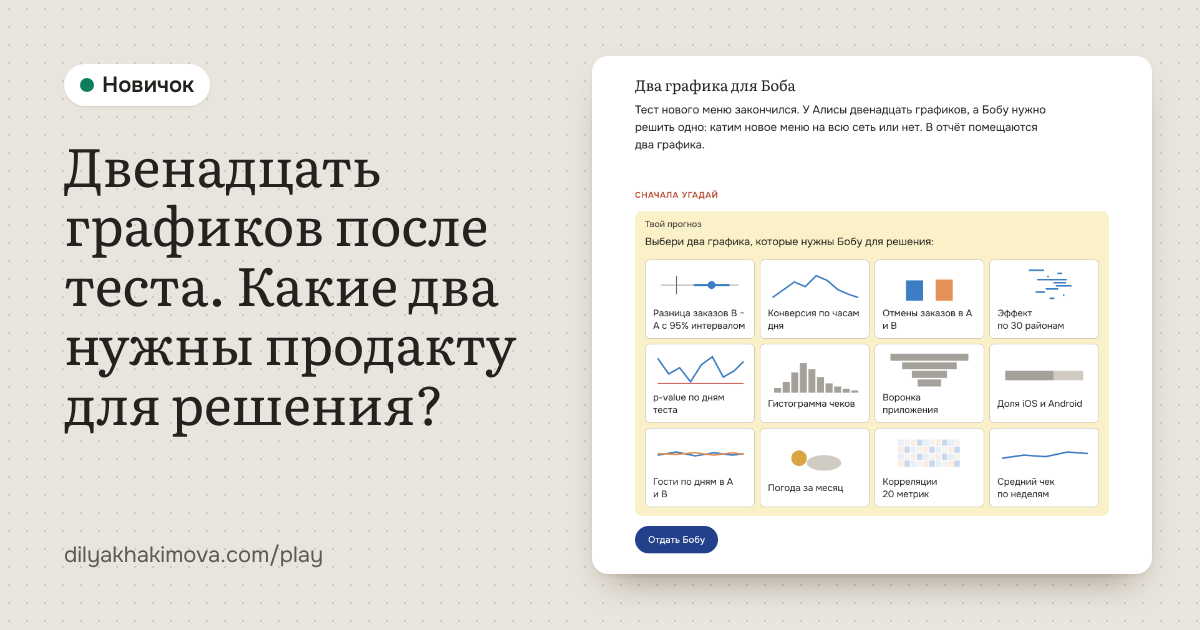 Новичок
Двенадцать
графиков после
теста. Какие два
нужны продакту
для решения?
dilyakhakimova.com/play
Два графика для Боба
Тест нового меню закончился. У Алисы двенадцать графиков, а Бобу нужно
решить одно: катим новое меню на всю сеть или нет. В отчёт помещаются
два графика.
СНАЧАЛА УГАДАЙ
Твой прогноз
Выбери два графика, которые нужны Бобу для решения:
Разница заказов B −
A с 95% интервалом
Конверсия по часам
дня
Отмены заказов в A
и B
Эффект
по 30 районам
p-value по дням
теста
Гистограмма чеков
Воронка
приложения
Доля iOS и Android
Гости по дням в A
и B
Погода за месяц
Корреляции
20 метрик
Средний чек
по неделям
Отдать Бобу